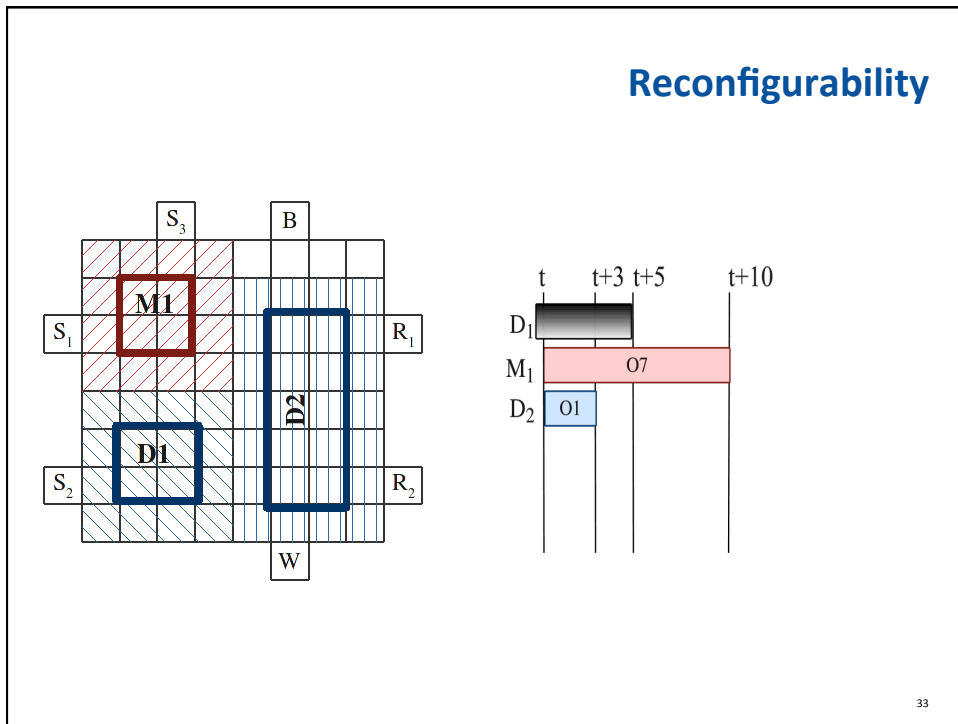 Reconfigurability
S3
B
M1
S1
R1
D2
D1
S2
R2
W
t
t+3
t+5
t+10
D1
M1
O7
D2
O1
33